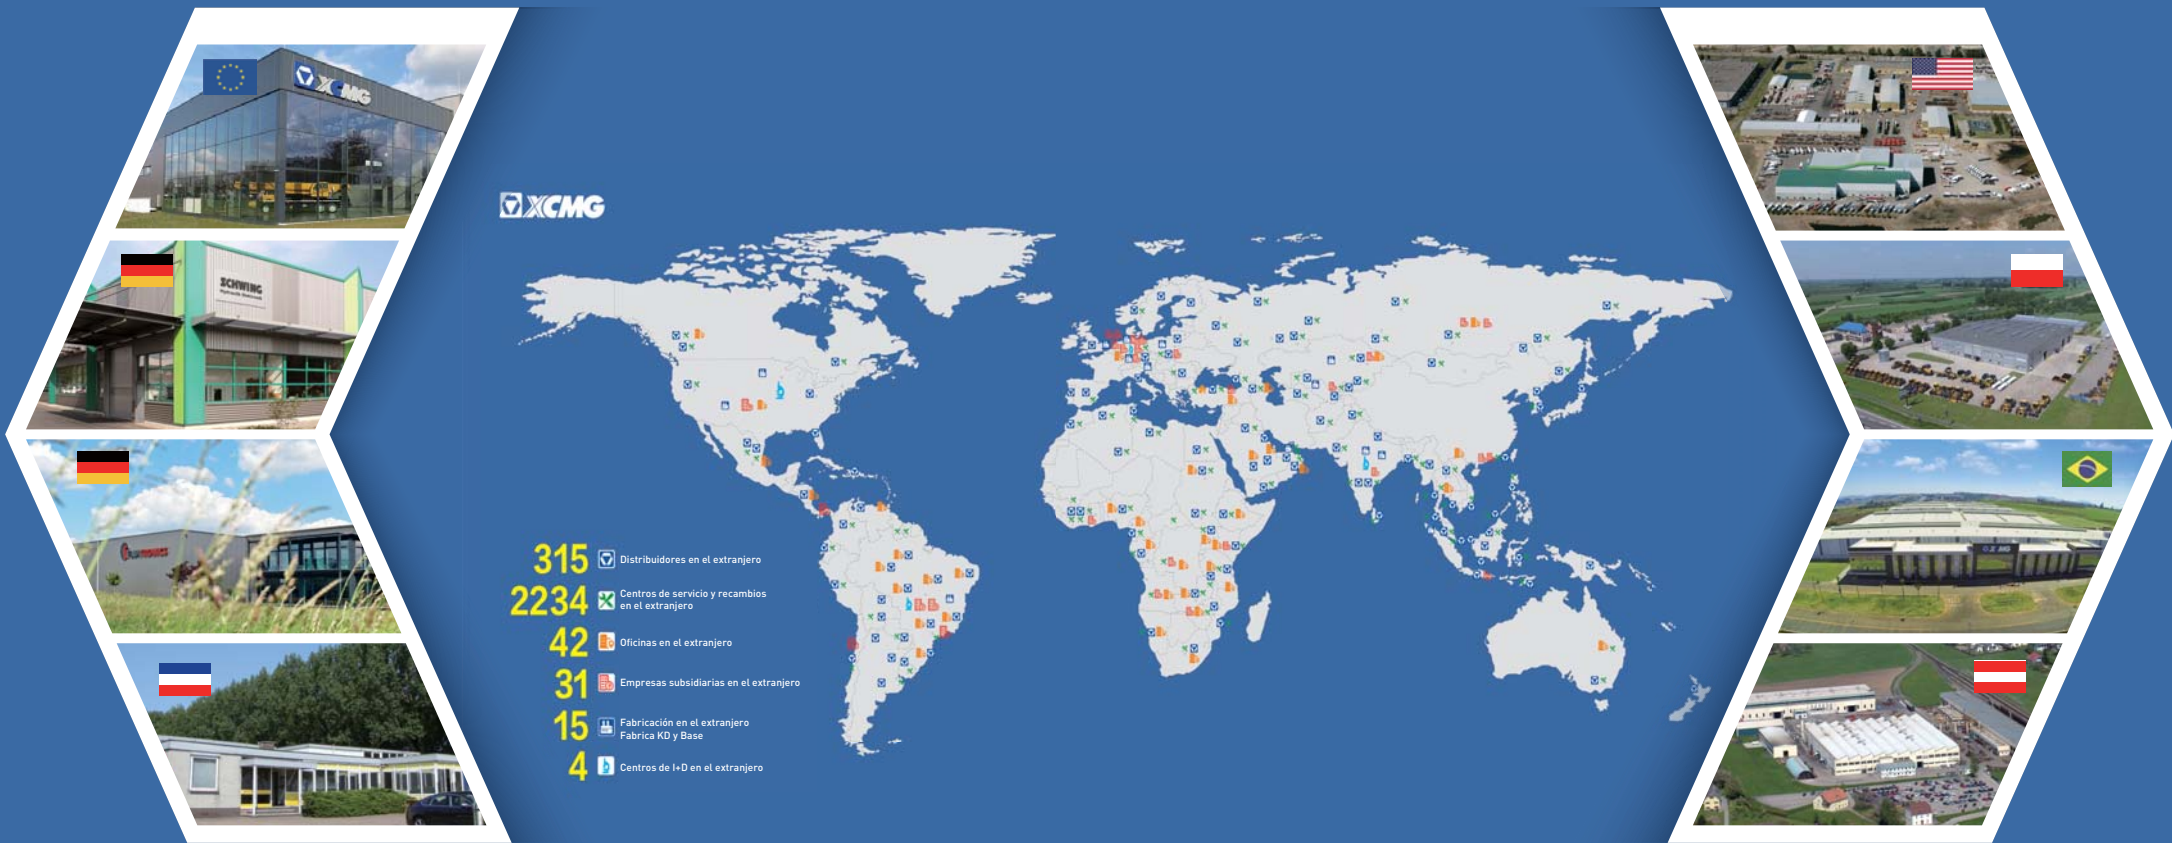 XCMG
SCHWING
XCMG
315 Distribuidores en el extranjero
2234 Centros de servicio y recambios
en el extranjero
42 Oficinas en el extranjero
31 Empresas subsidiarias en el extranjero
15 Fabricación en el extranjero
Fabrica KD y Base
4 Centros de I+D en el extranjero
XCMG